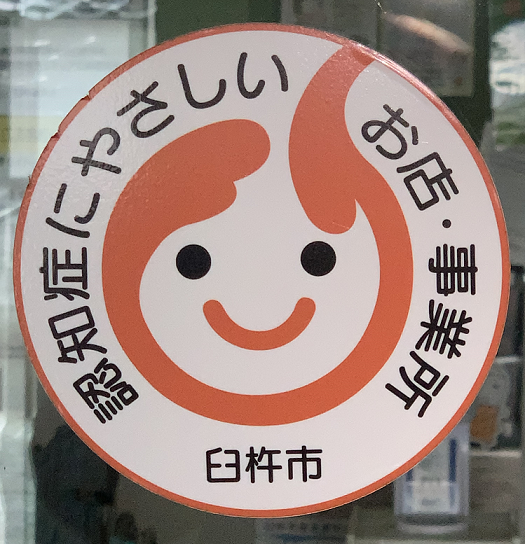 認知症にやさしい
お店・事業所
臼杵市